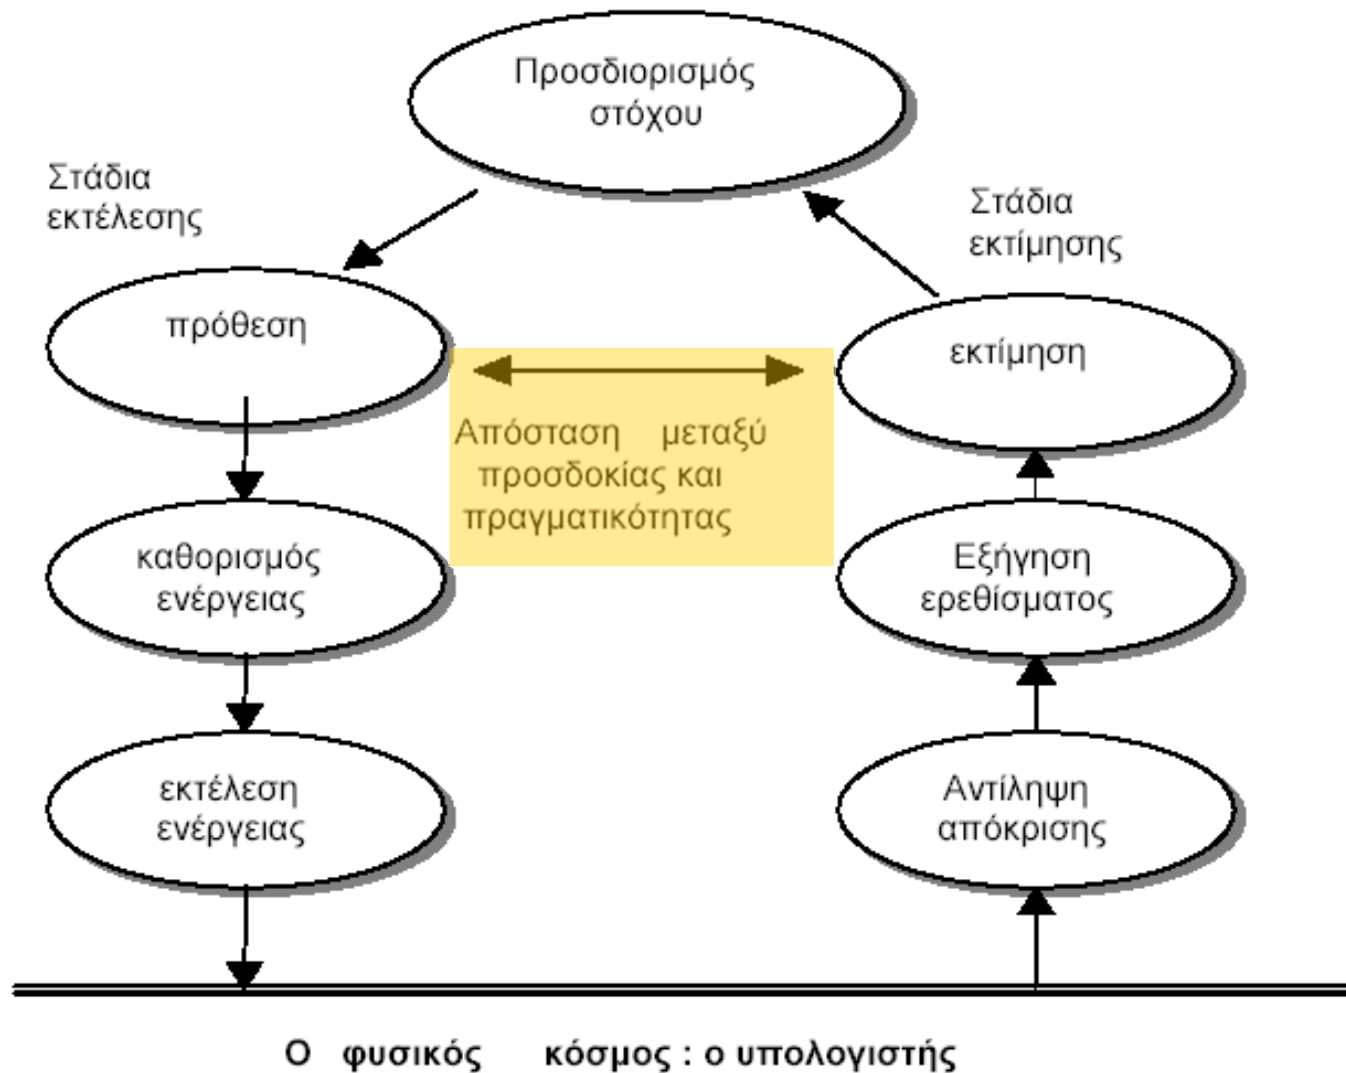 Προσδιορισμός
στόχου
Στάδια
εκτέλεσης
Στάδια
εκτίμησης
πρόθεση
εκτίμηση
Απόσταση μεταξύ
προσδοκίας και
πραγματικότητας
καθορισμός
ενέργειας
Εξήγηση
ερεθίσματος
εκτέλεση
ενέργειας
Αντίληψη
απόκρισης
Ο φυσικός κόσμος : ο υπολογιστής